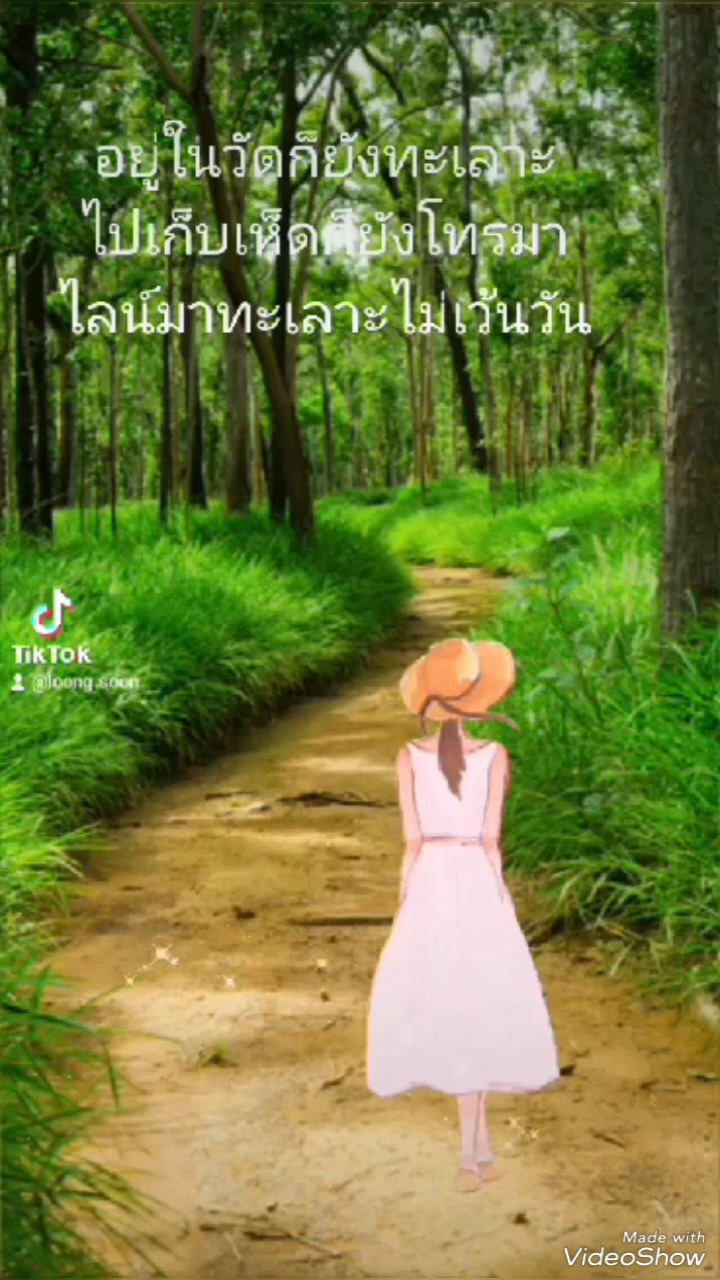 อยู่ในวัดก็ยังทะเลาะ
ไปเก็บเห็ดก็ยังโทรมา
ไลน์มาทะเลาะไม่เว้นวัน
TikTok
@loong.soon
Made with
VideoShow